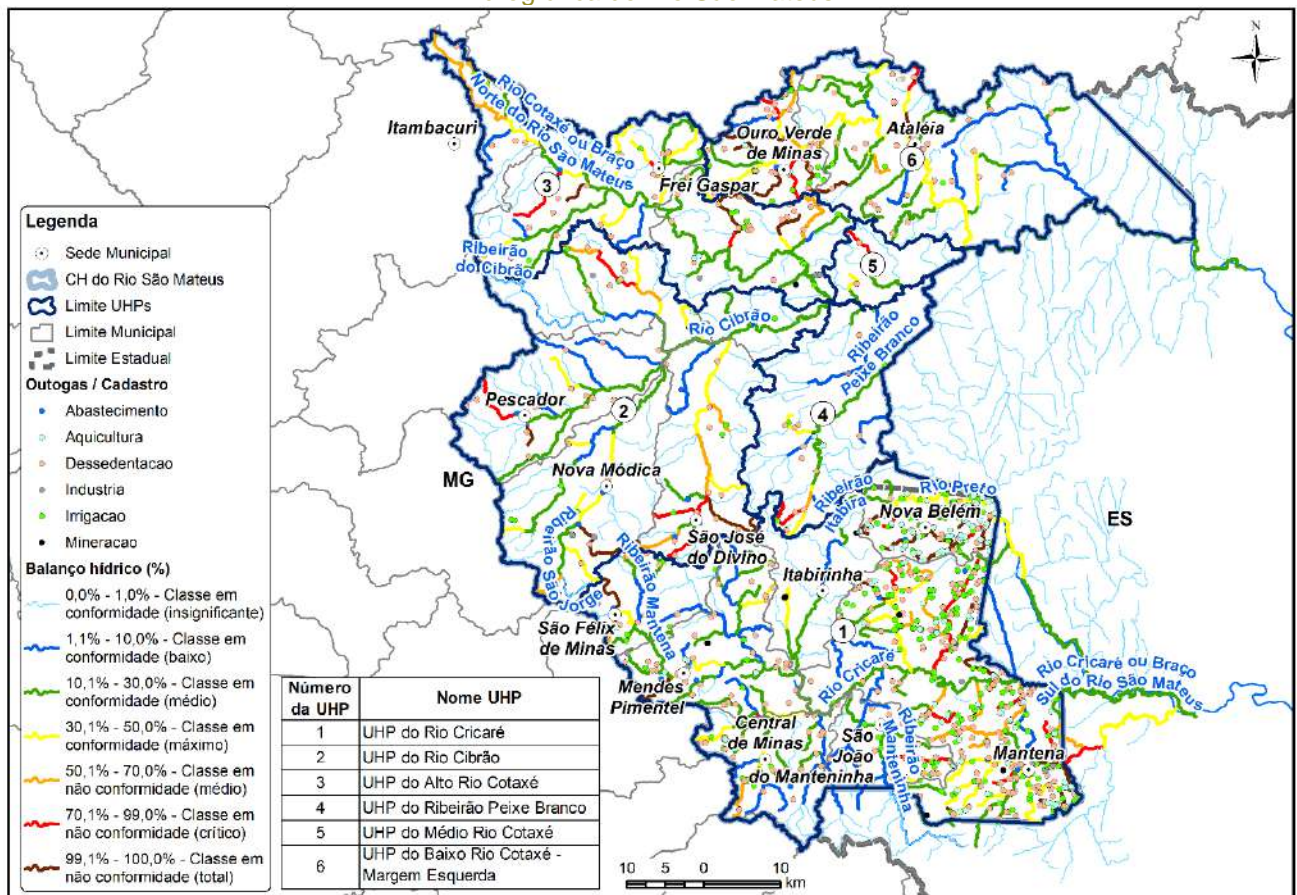 N
Itambacuri
Rio Cotaxé ou Braço
Norte do Rio São Mateus
Ouro Verde
de Minas
Ataléia
6
3
Frei Gaspar
Ribeirão
do Cibrão
5
Rio Cibrão
Ribeirão
Peixe Branco
Pescador
2
4
MG
Nova Módica
Ribeirão
Itabira
Rio Preto
Nova Belém
ES
São José
do Divino
Ribeirão São Jorge
Ribeirão Mantena
Itabirinha
São Félix
de Minas
1
Rio Cricaré
Rio Cricaré ou Braço
Sul do Rio São Mateus
Mendes
Pimentel
Central
de Minas
São
João
do Manteninha
Ribeirão
Manteninha
Mantena
Legenda
Sede Municipal
CH do Rio São Mateus
Limite UHPs
Limite Municipal
Limite Estadual
Outogas / Cadastro
Abastecimento
Aquicultura
Dessedentacao
Industria
Irrigacao
Mineracao
Balanço hídrico (%)
0,0% - 1,0% - Classe em
conformidade (insignificante)
1,1% - 10,0% - Classe em
conformidade (baixo)
10,1% - 30,0% - Classe em
conformidade (médio)
30,1% - 50,0% - Classe em
conformidade (máximo)
50,1% - 70,0% - Classe em
não conformidade (médio)
70,1% - 99,0% - Classe em
não conformidade (crítico)
99,1% - 100,0% - Classe em
não conformidade (total)
Número
da UHP
Nome UHP
1 UHP do Rio Cricaré
2 UHP do Rio Cibrão
3 UHP do Alto Rio Cotaxé
4 UHP do Ribeirão Peixe Branco
5 UHP do Médio Rio Cotaxé
6 UHP do Baixo Rio Cotaxé -
Margem Esquerda
10 5 0 10
km